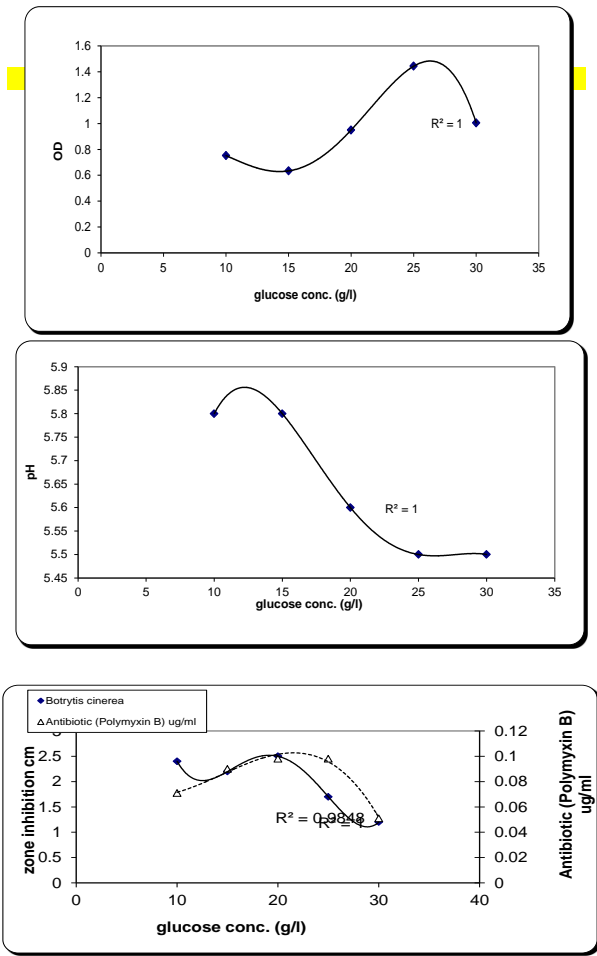 1.6
1.4
1.2
1
0.8
0.6
0.4
0.2
0
OD
R² = 1
0 5 10 15 20 25 30 35
glucose conc. (g/l)
5.9
5.85
5.8
5.75
5.7
5.65
5.6
5.55
5.5
5.45
pH
R² = 1
0 5 10 15 20 25 30 35
glucose conc. (g/l)
Botrytis cinerea
Antibiotic (Polymyxin B) ug/ml
3
2.5
2
1.5
1
0.5
0
zone inhibition cm
R² = 0.9848
R² = 1
0.12
0.1
0.08
0.06
0.04
0.02
0
Antibiotic (Polymyxin B)
ug/ml
0 10 20 30 40
glucose conc. (g/l)